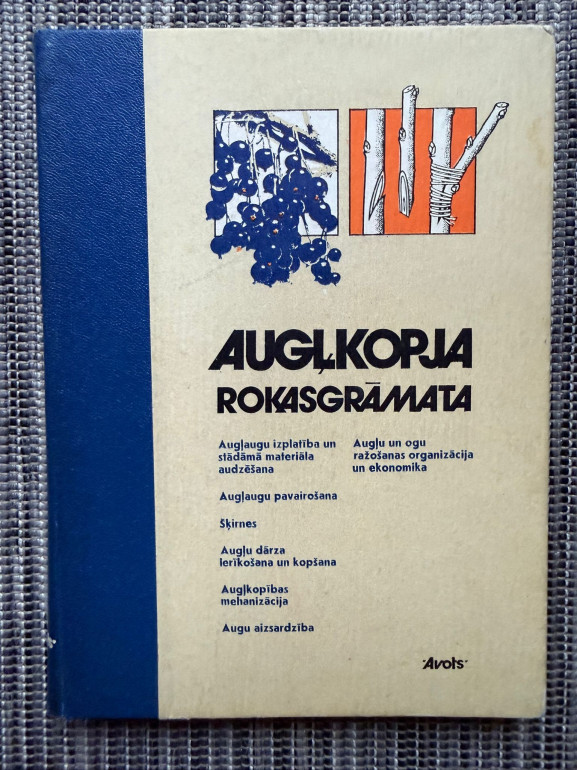 AUGĻKOPJA
ROKASGRĀMATA
Augļaugu izplatība un
stādāmā materiāla
audzēšana
Augļaugu pavairošana
Šķirnes
Augļu dārza
ierīkošana un kopšana
Augļkopības
mehanizācija
Augu aizsardzība
Augļu un ogu
ražošanas organizācija
un ekonomika
·Avots·